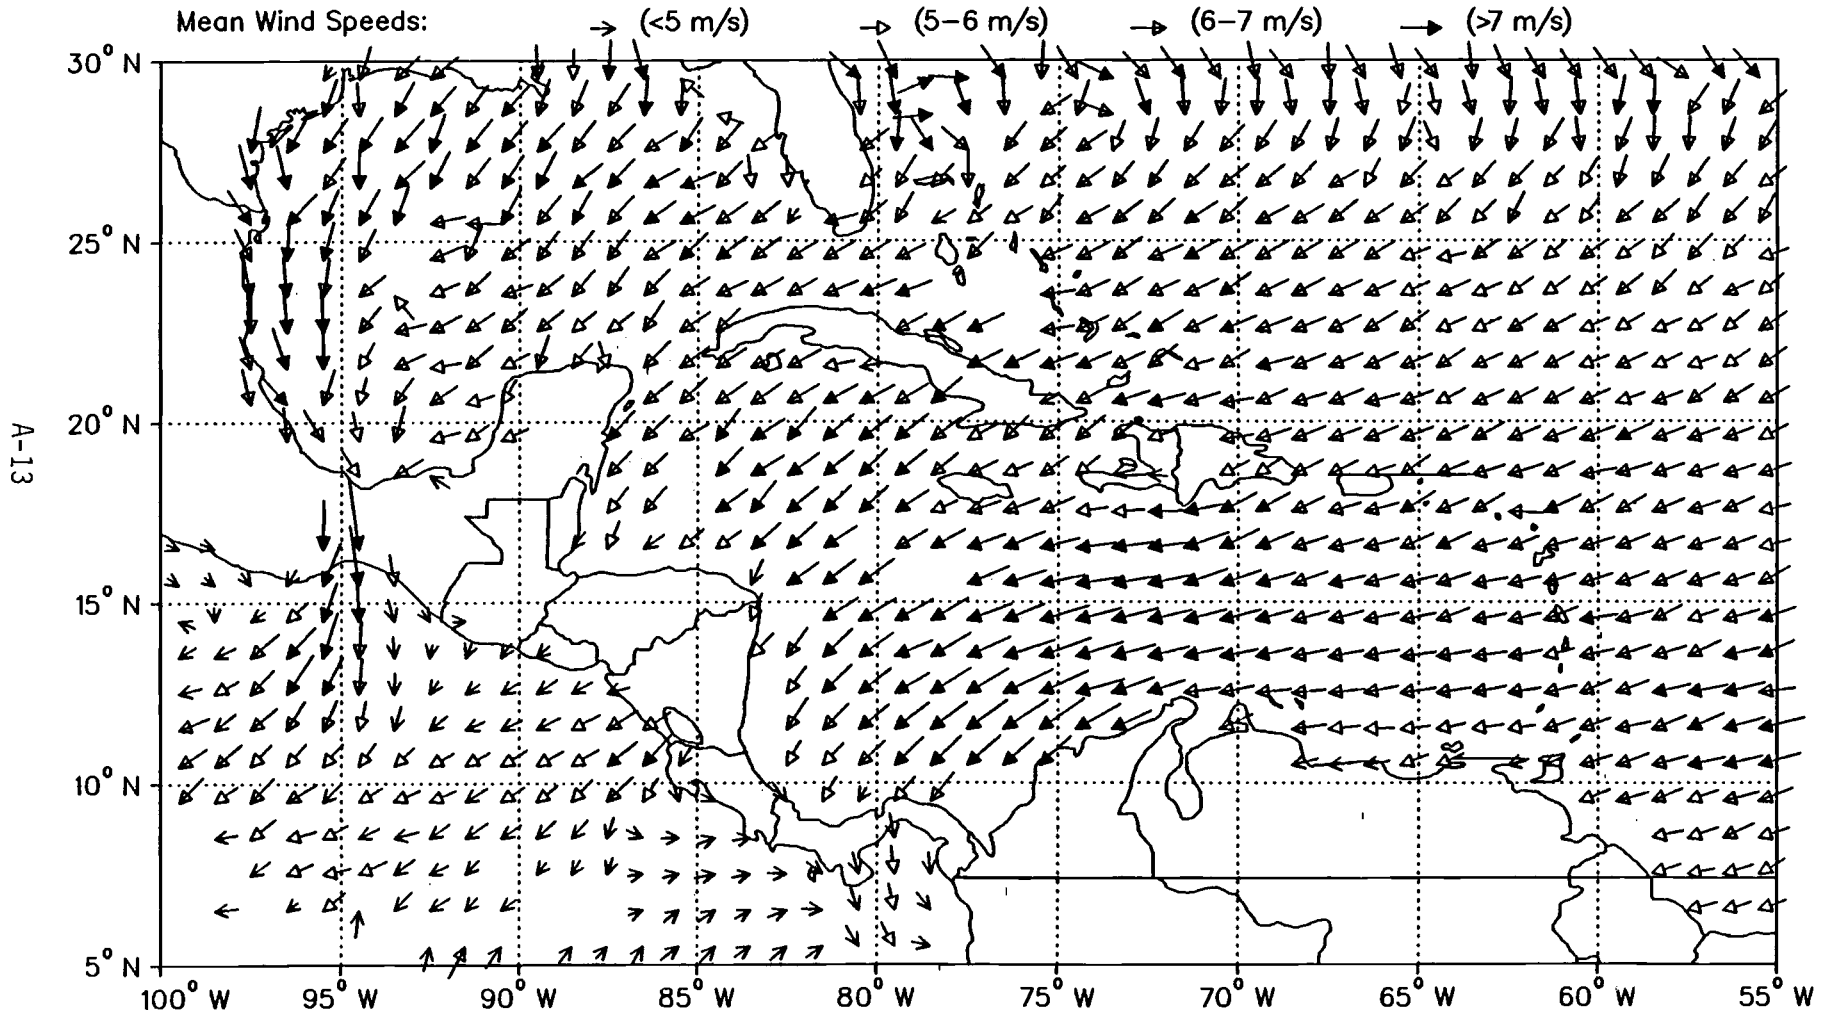 Mean Wind Speeds: (<5 m/s) (5-6 m/s) (6-7 m/s) (>7 m/s)
30° N
25° N
20° N
15° N
10° N
5° N
100° W 95° W 90° W 85° W 80° W 75° W 70° W 65° W 60° W 55° W
A-13